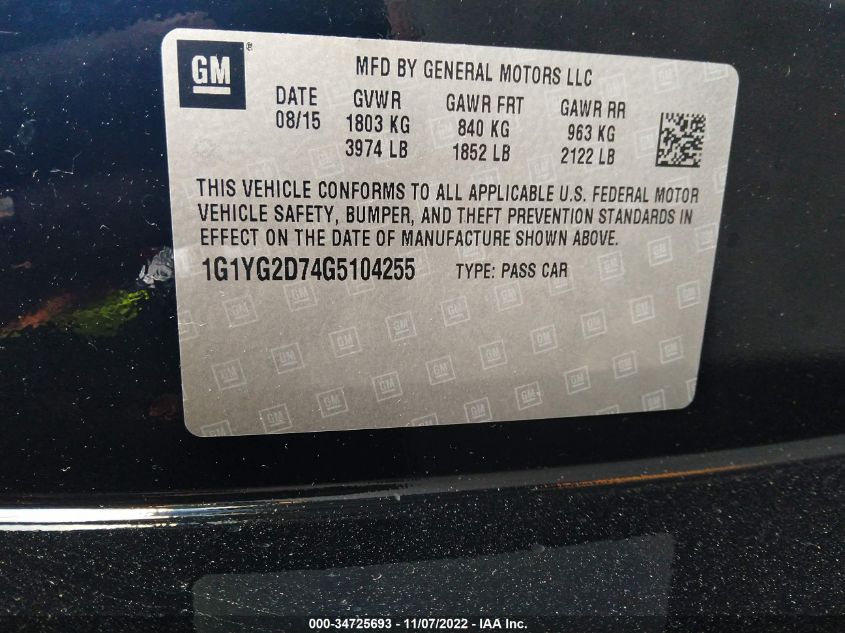 GM®
MFD BY GENERAL MOTORS LLC
DATE GVWR GAWR FRT GAWR RR
08/15 1803 KG 840 KG 963 KG
3974 LB 1852 LB 2122 LB
THIS VEHICLE CONFORMS TO ALL APPLICABLE U.S. FEDERAL MOTOR
VEHICLE SAFETY, BUMPER, AND THEFT PREVENTION STANDARDS IN
EFFECT ON THE DATE OF MANUFACTURE SHOWN ABOVE.
1G1YG2D74G5104255 TYPE: PASS CAR
000-34725693 - 11/07/2022 - IAA Inc.